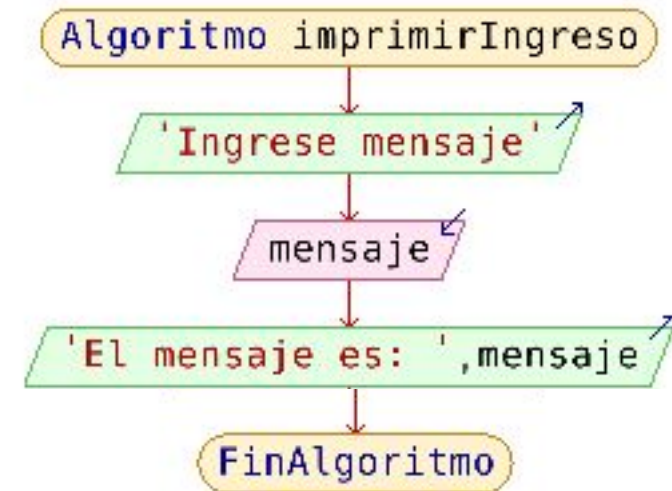 Algoritmo imprimirIngreso
'Ingrese mensaje'
mensaje
'El mensaje es: ',mensaje
FinAlgoritmo